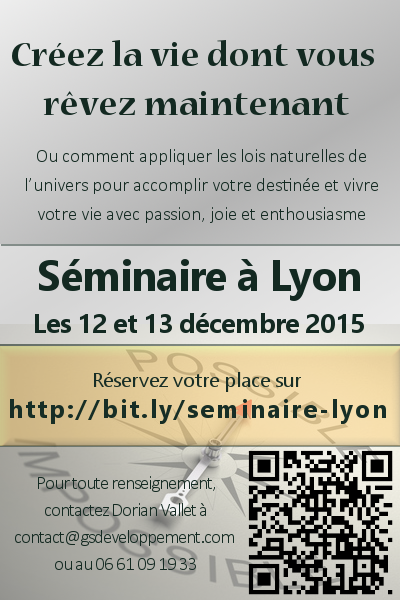 Créez la vie dont vous
rêvez maintenant
Ou comment appliquer les lois naturelles de
l'univers pour accomplir votre destinée et vivre
votre vie avec passion, joie et enthousiasme
Séminaire à Lyon
Les 12 et 13 décembre 2015
Réservez votre place sur
http://bit.ly/seminaire-lyon
POSSIBLE
IMPOSSIBLE
Pour toute renseignement,
contactez Dorian Vallet à
contact@gsdeveloppement.com
ou au 06 61 09 19 33